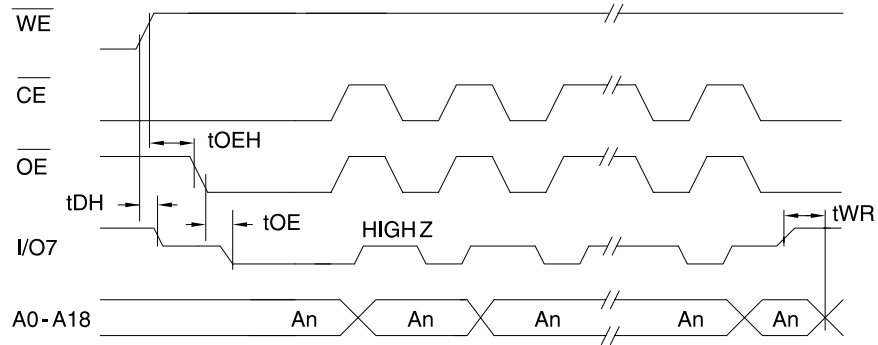 WE
CE
tOEH
OE
tDH
tOE
tWR
I/O7
HIGH Z
A0 - A18
An
An
An
An
An